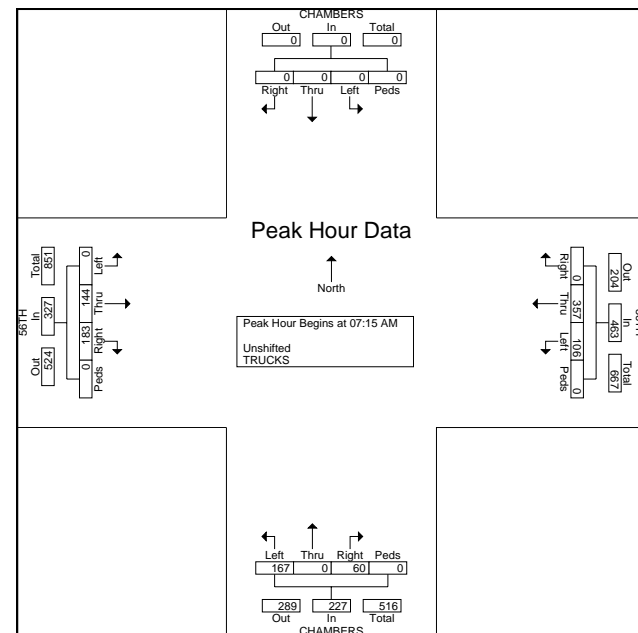 CHAMBERS
Out In Total
0 0 0
0 0 0 0
Right Thru Left Peds
Peak Hour Data
North
Peak Hour Begins at 07:15 AM
Unshifted
TRUCKS
56TH
Total In Out
851 327 524
0 144 183 0
Left Thru Right Peds
Right Thru Left Peds
0 357 106 0
Out In Total
204 463 667
Left Thru Right Peds
167 0 60 0
289 227 516
Out In Total
CHAMBERS